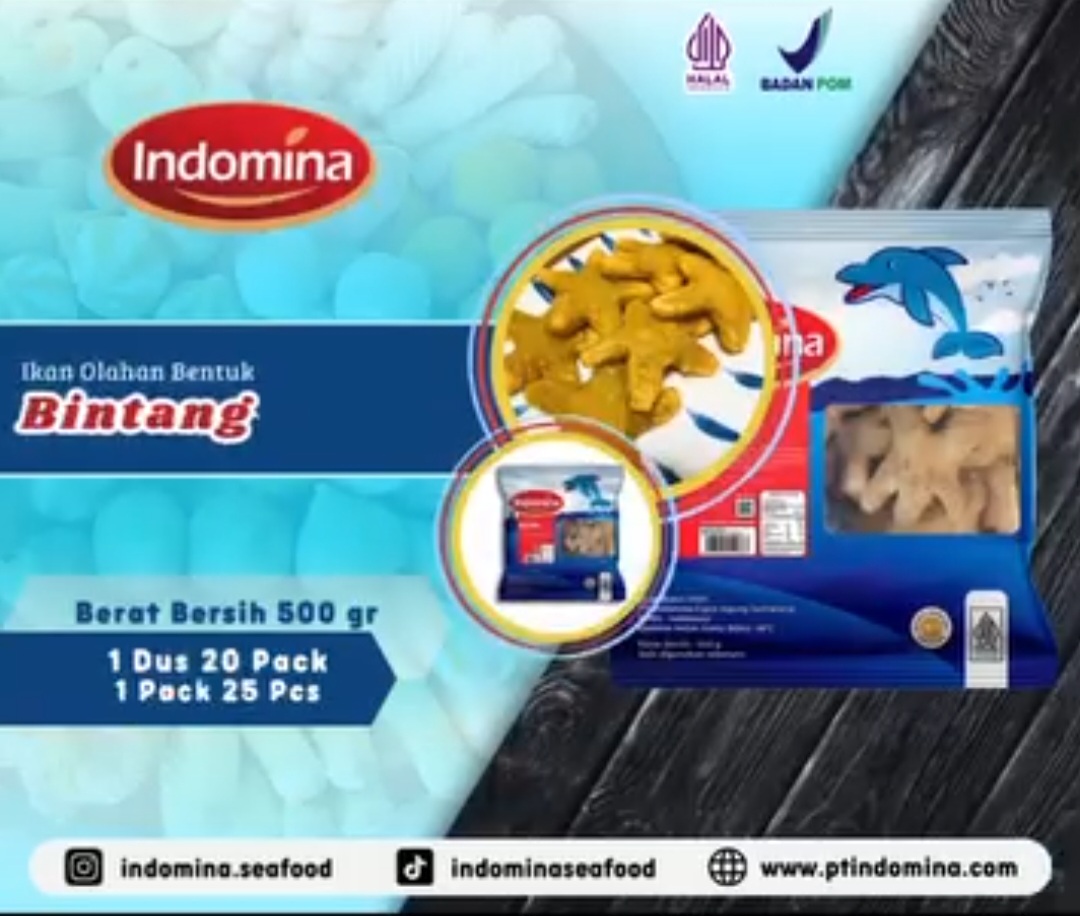 HALAL
BADAN POM
Indomina
Ikan Olahan Bentuk
Bintang
Indomina
Berat Bersih 500 gr
1 Dus 20 Pack
1 Pack 25 Pcs
indomina.seafood
indominaseafood
www.ptindomina.com